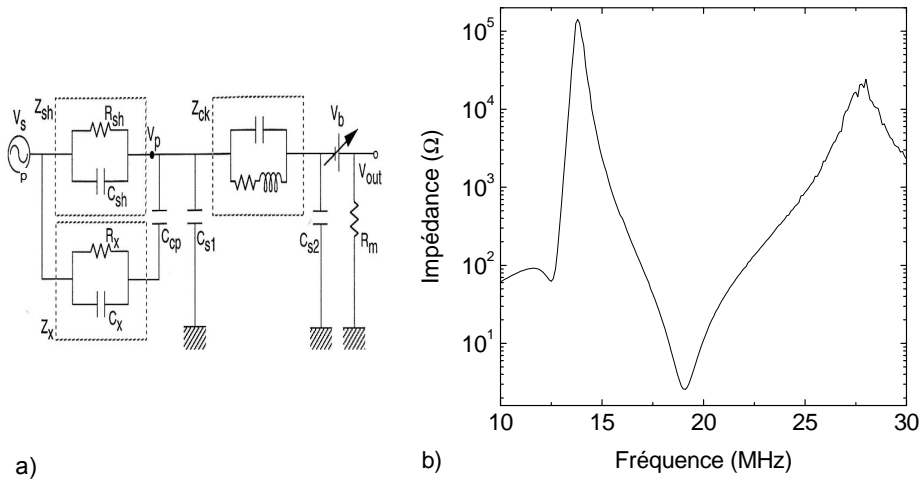 Z_sh
R_sh
V_s
P
C_sh
V_p
Z_ck
V_b
V_out
R_x
C_x
Z_x
C_cp
C_s1
C_s2
R_m
a)
10^5
10^4
10^3
10^2
10^1
Impédance (Ω)
10 15 20 25 30
Fréquence (MHz)
b)